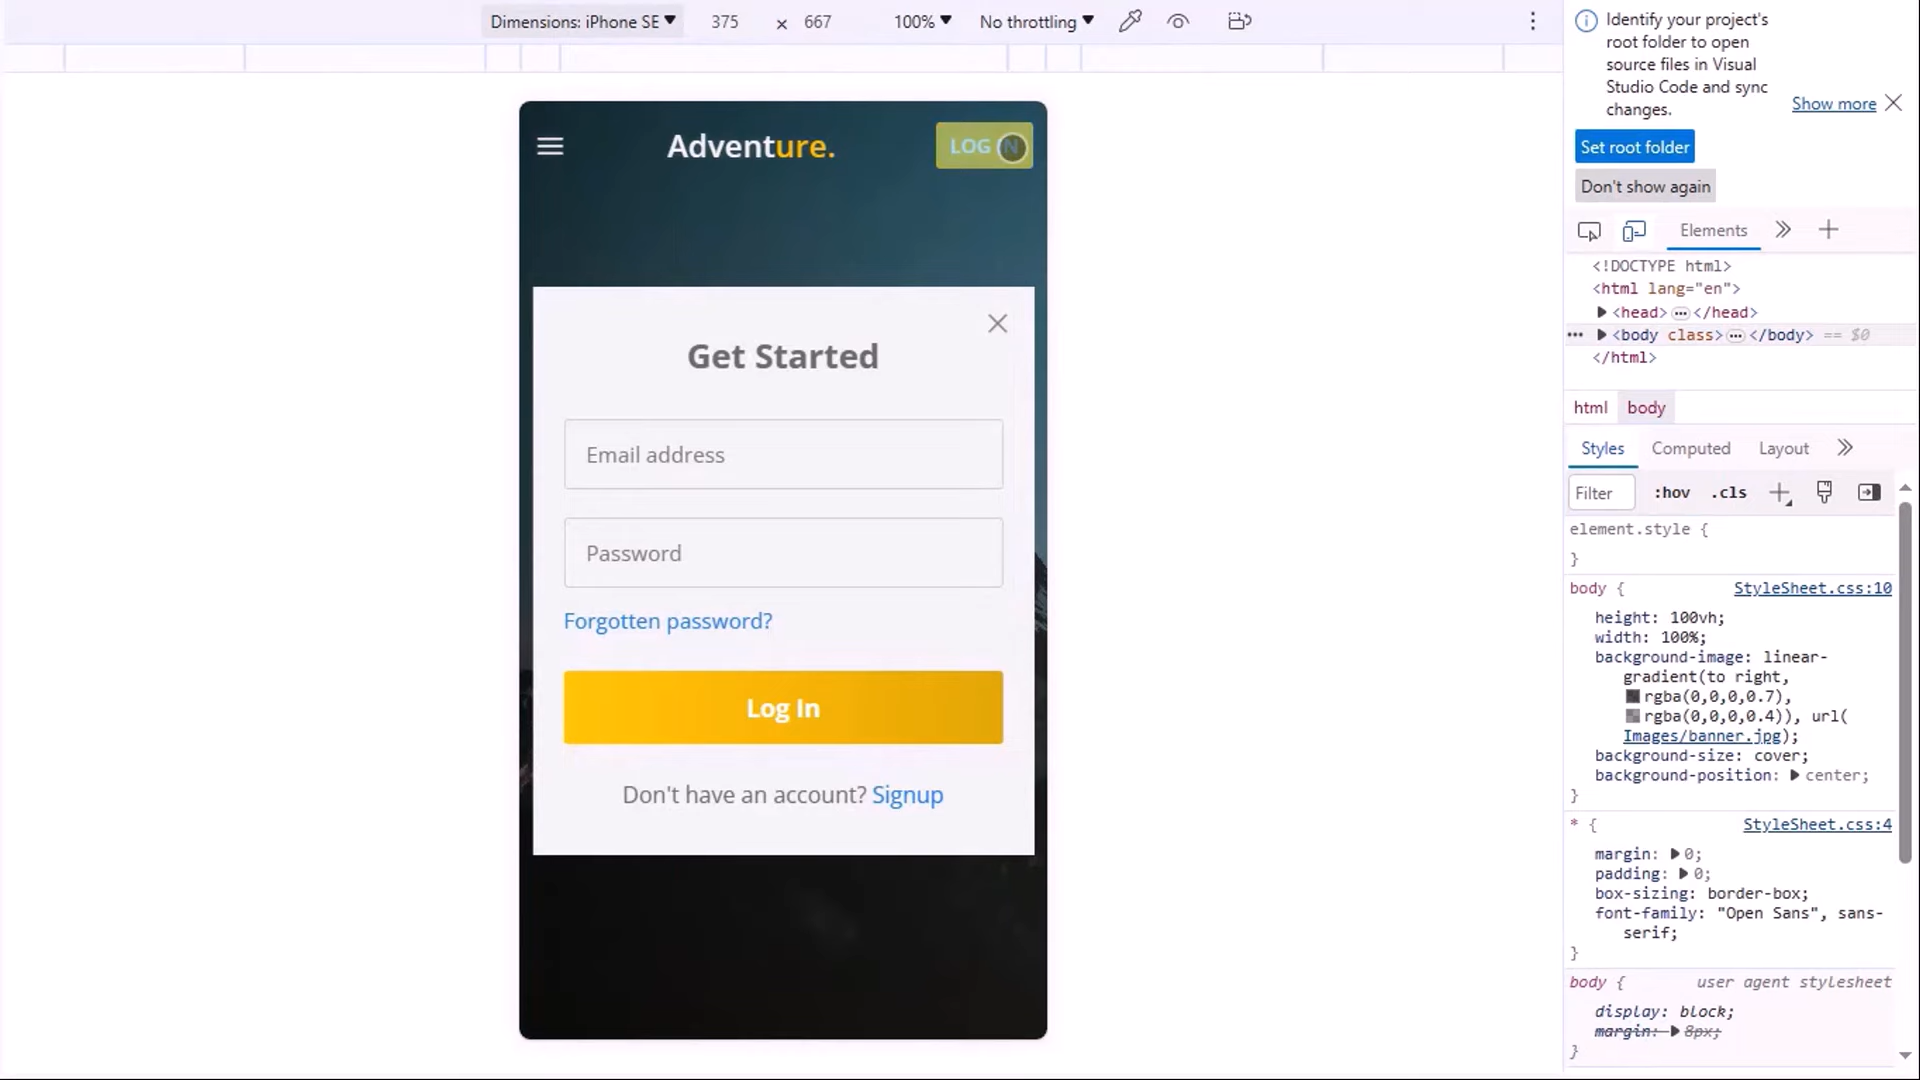 Dimensions: iPhone SE 375 × 667 100% No throttling
Adventure.
LOG IN
Get Started
Email address
Password
Forgotten password?
Log In
Don't have an account? Signup
Identify your project's
root folder to open
source files in Visual
Studio Code and sync
changes.
Show more
Set root folder
Don't show again
Elements
<!DOCTYPE html>
<html lang="en">
<head> … </head>
<body class> … </body> == $0
</html>
html body
Styles Computed Layout
Filter :hov .cls
element.style {
}
body { StyleSheet.css:10
height: 100vh;
width: 100%;
background-image: linear-
gradient(to right,
rgba(0,0,0,0.7),
rgba(0,0,0,0.4)), url(
Images/banner.jpg);
background-size: cover;
background-position: center;
}
* { StyleSheet.css:4
margin: 0;
padding: 0;
box-sizing: border-box;
font-family: "Open Sans", sans-
serif;
}
body { user agent stylesheet
display: block;
margin: 8px;
}